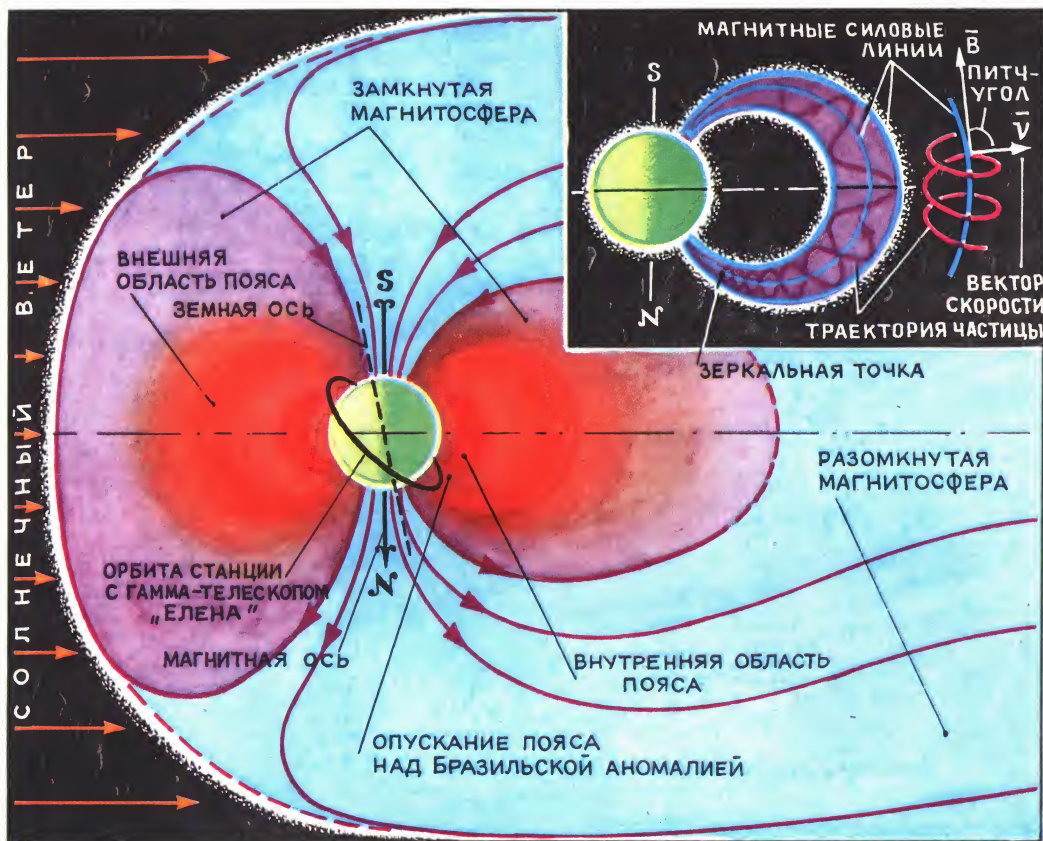 СОЛНЕЧНЫЙ ВЕТЕР
ЗАМКНУТАЯ
МАГНИТОСФЕРА
ВНЕШНЯЯ
ОБЛАСТЬ ПОЯСА
ЗЕМНАЯ ОСЬ
S
N
ОРБИТА СТАНЦИИ
С ГАММА-ТЕЛЕСКОПОМ
„ЕЛЕНА"
МАГНИТНАЯ ОСЬ
ОПУСКАНИЕ ПОЯСА
НАД БРАЗИЛЬСКОЙ АНОМАЛИЕЙ
ВНУТРЕННЯЯ ОБЛАСТЬ
ПОЯСА
РАЗОМКНУТАЯ
МАГНИТОСФЕРА
МАГНИТНЫЕ СИЛОВЫЕ
ЛИНИИ
S
N
B̅
ПИТЧ-
УГОЛ
v̅
ВЕКТОР
СКОРОСТИ
ТРАЕКТОРИЯ ЧАСТИЦЫ
ЗЕРКАЛЬНАЯ ТОЧКА